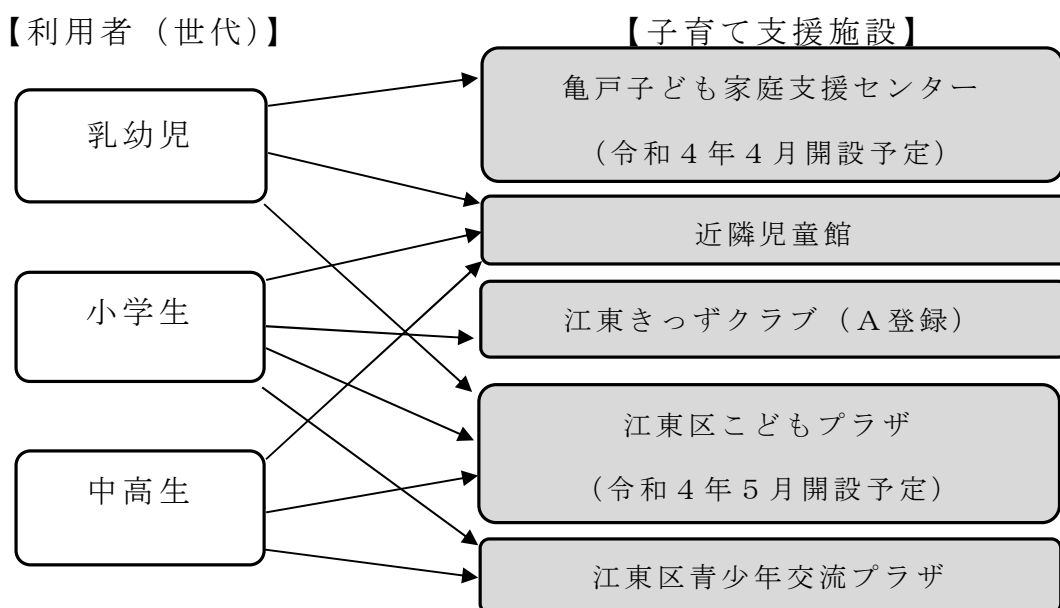 【利用者（世代）】
【子育て支援施設】
乳幼児
小学生
中高生
亀戸子ども家庭支援センター
（令和４年４月開設予定）
近隣児童館
江東きっずクラブ（Ａ登録）
江東区こどもプラザ
（令和４年５月開設予定）
江東区青少年交流プラザ